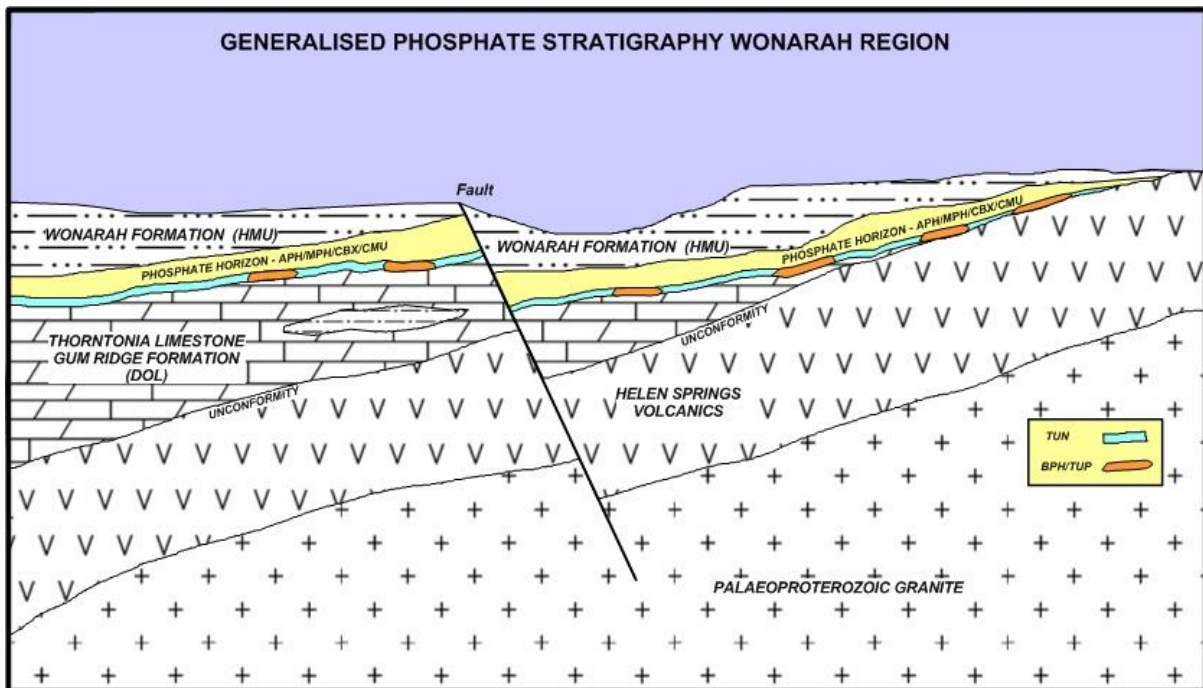 GENERALISED PHOSPHATE STRATIGRAPHY WONARAH REGION
Fault
WONARAH FORMATION (HMU)
PHOSPHATE HORIZON - APH/MPH/CBX/CMU
WONARAH FORMATION (HMU)
PHOSPHATE HORIZON - APH/MPH/CBX/CMU
THORNTONIA LIMESTONE
GUM RIDGE FORMATION
(DOL)
UNCONFORMITY
UNCONFORMITY
HELEN SPRINGS
VOLCANICS
TUN
BPH/TUP
PALAEOPROTEROZOIC GRANITE